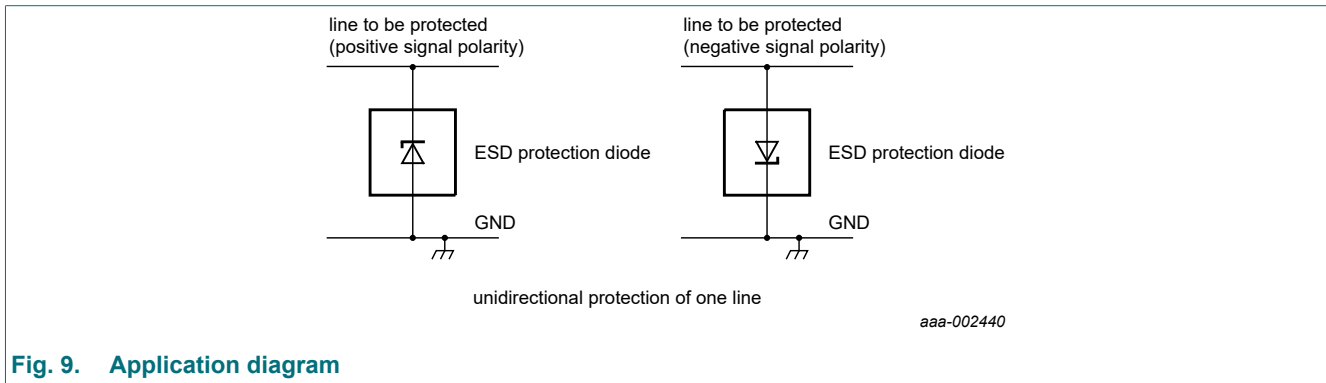 line to be protected
(positive signal polarity)
ESD protection diode
GND
line to be protected
(negative signal polarity)
ESD protection diode
GND
unidirectional protection of one line
aaa-002440
Fig. 9. Application diagram